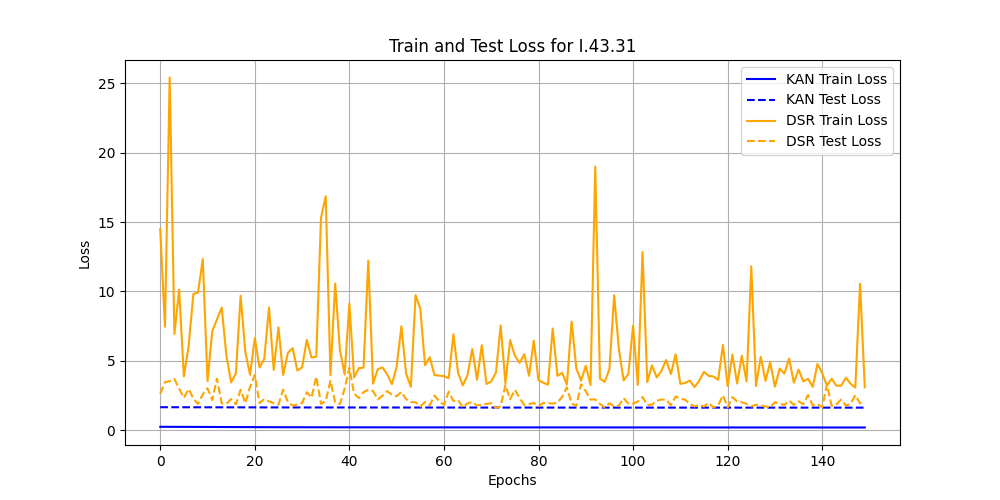 Train and Test Loss for I.43.31
KAN Train Loss
KAN Test Loss
DSR Train Loss
DSR Test Loss
25
20
15
10
5
0
Loss
0 20 40 60 80 100 120 140
Epochs